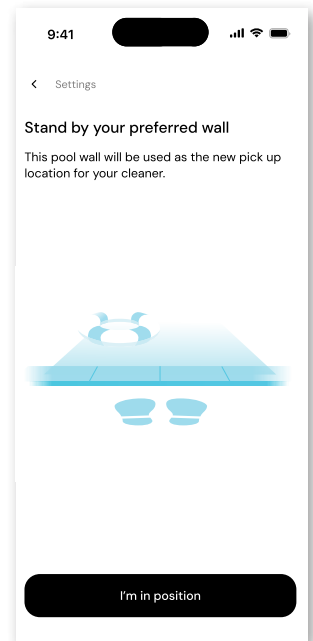 9:41
Settings
Stand by your preferred wall
This pool wall will be used as the new pick up
location for your cleaner.
I’m in position